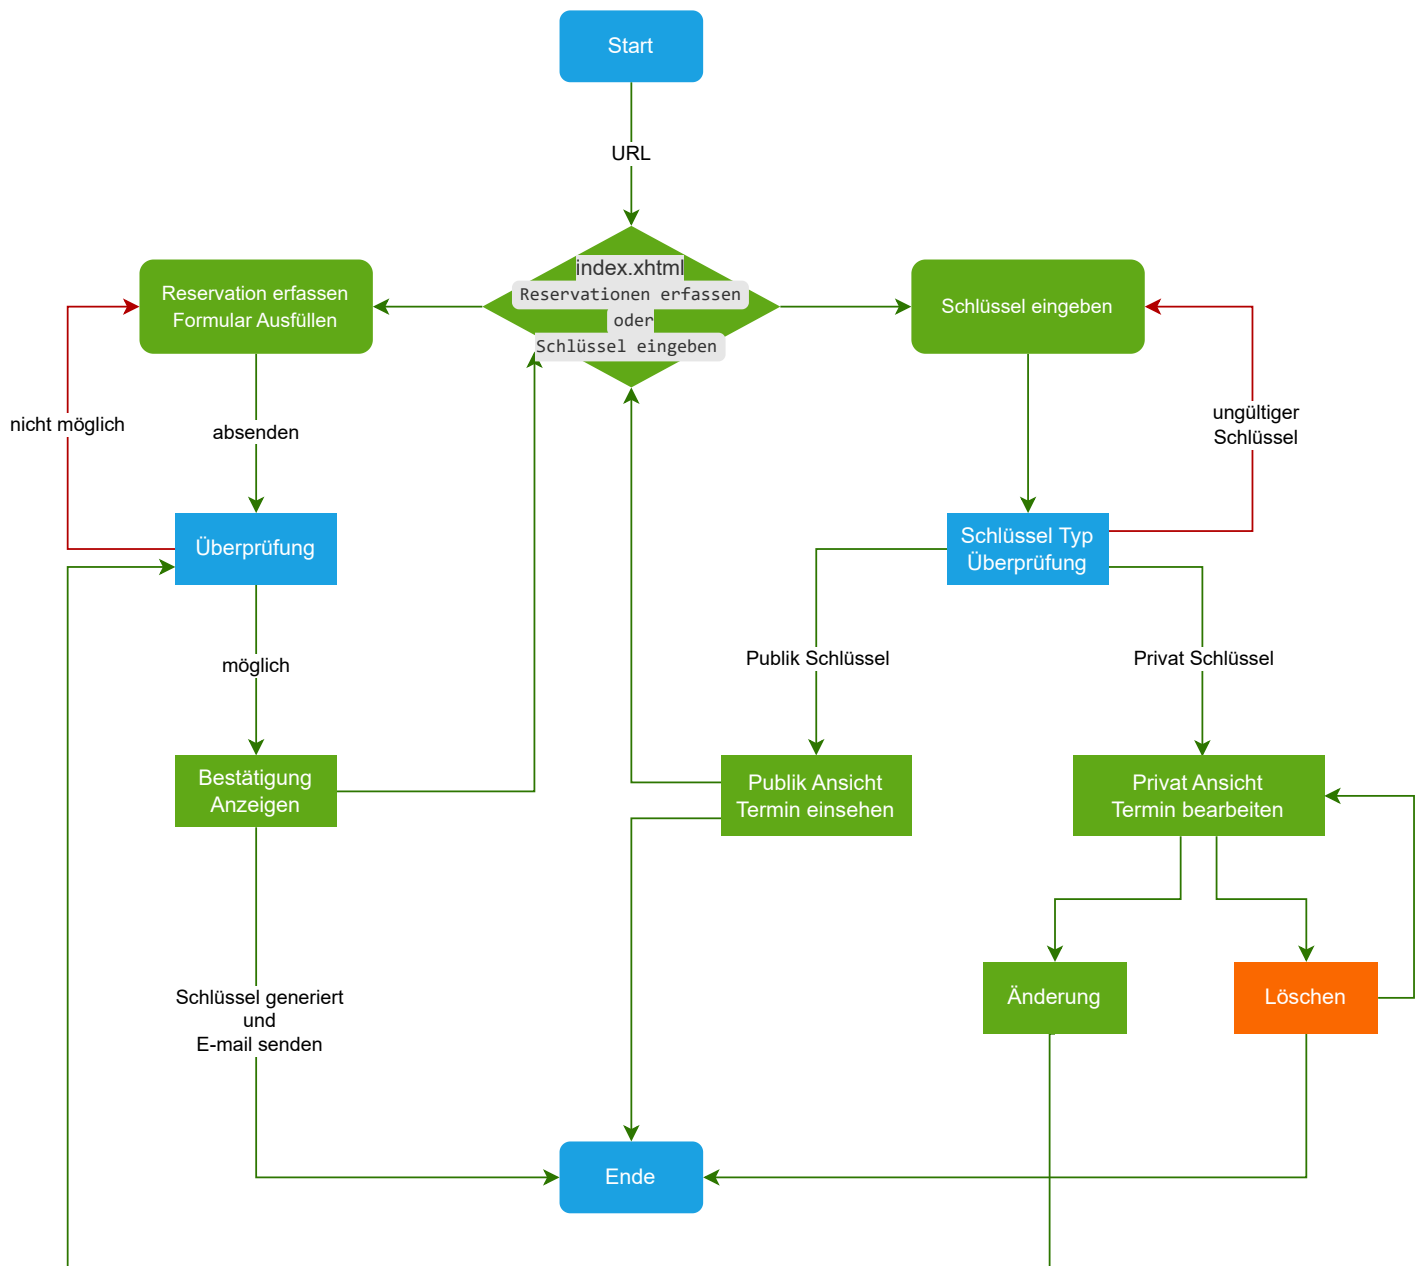 Start
URL
index.xhtml
Reservationen erfassen
oder
Schlüssel eingeben
Reservation erfassen
Formular Ausfüllen
Schlüssel eingeben
nicht möglich
absenden
ungültiger
Schlüssel
Überprüfung
Schlüssel Typ
Überprüfung
möglich
Publik Schlüssel
Privat Schlüssel
Bestätigung
Anzeigen
Publik Ansicht
Termin einsehen
Privat Ansicht
Termin bearbeiten
Schlüssel generiert
und
E-mail senden
Änderung
Löschen
Ende